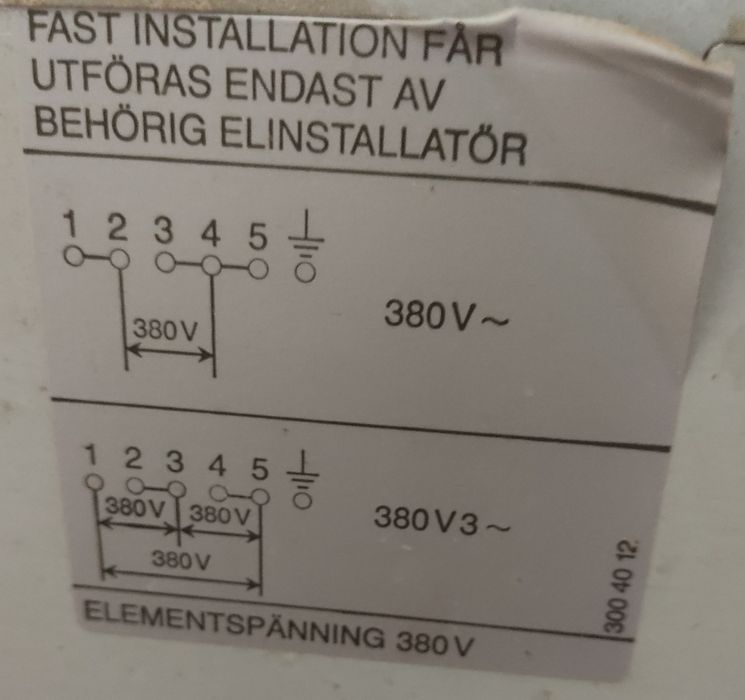 FAST INSTALLATION FÅR
UTFÖRAS ENDAST AV
BEHÖRIG ELINSTALLATÖR
1 2 3 4 5
380V
380V~
1 2 3 4 5
380V 380V
380V
380V3~
300 40 12
ELEMENTSPÄNNING 380V